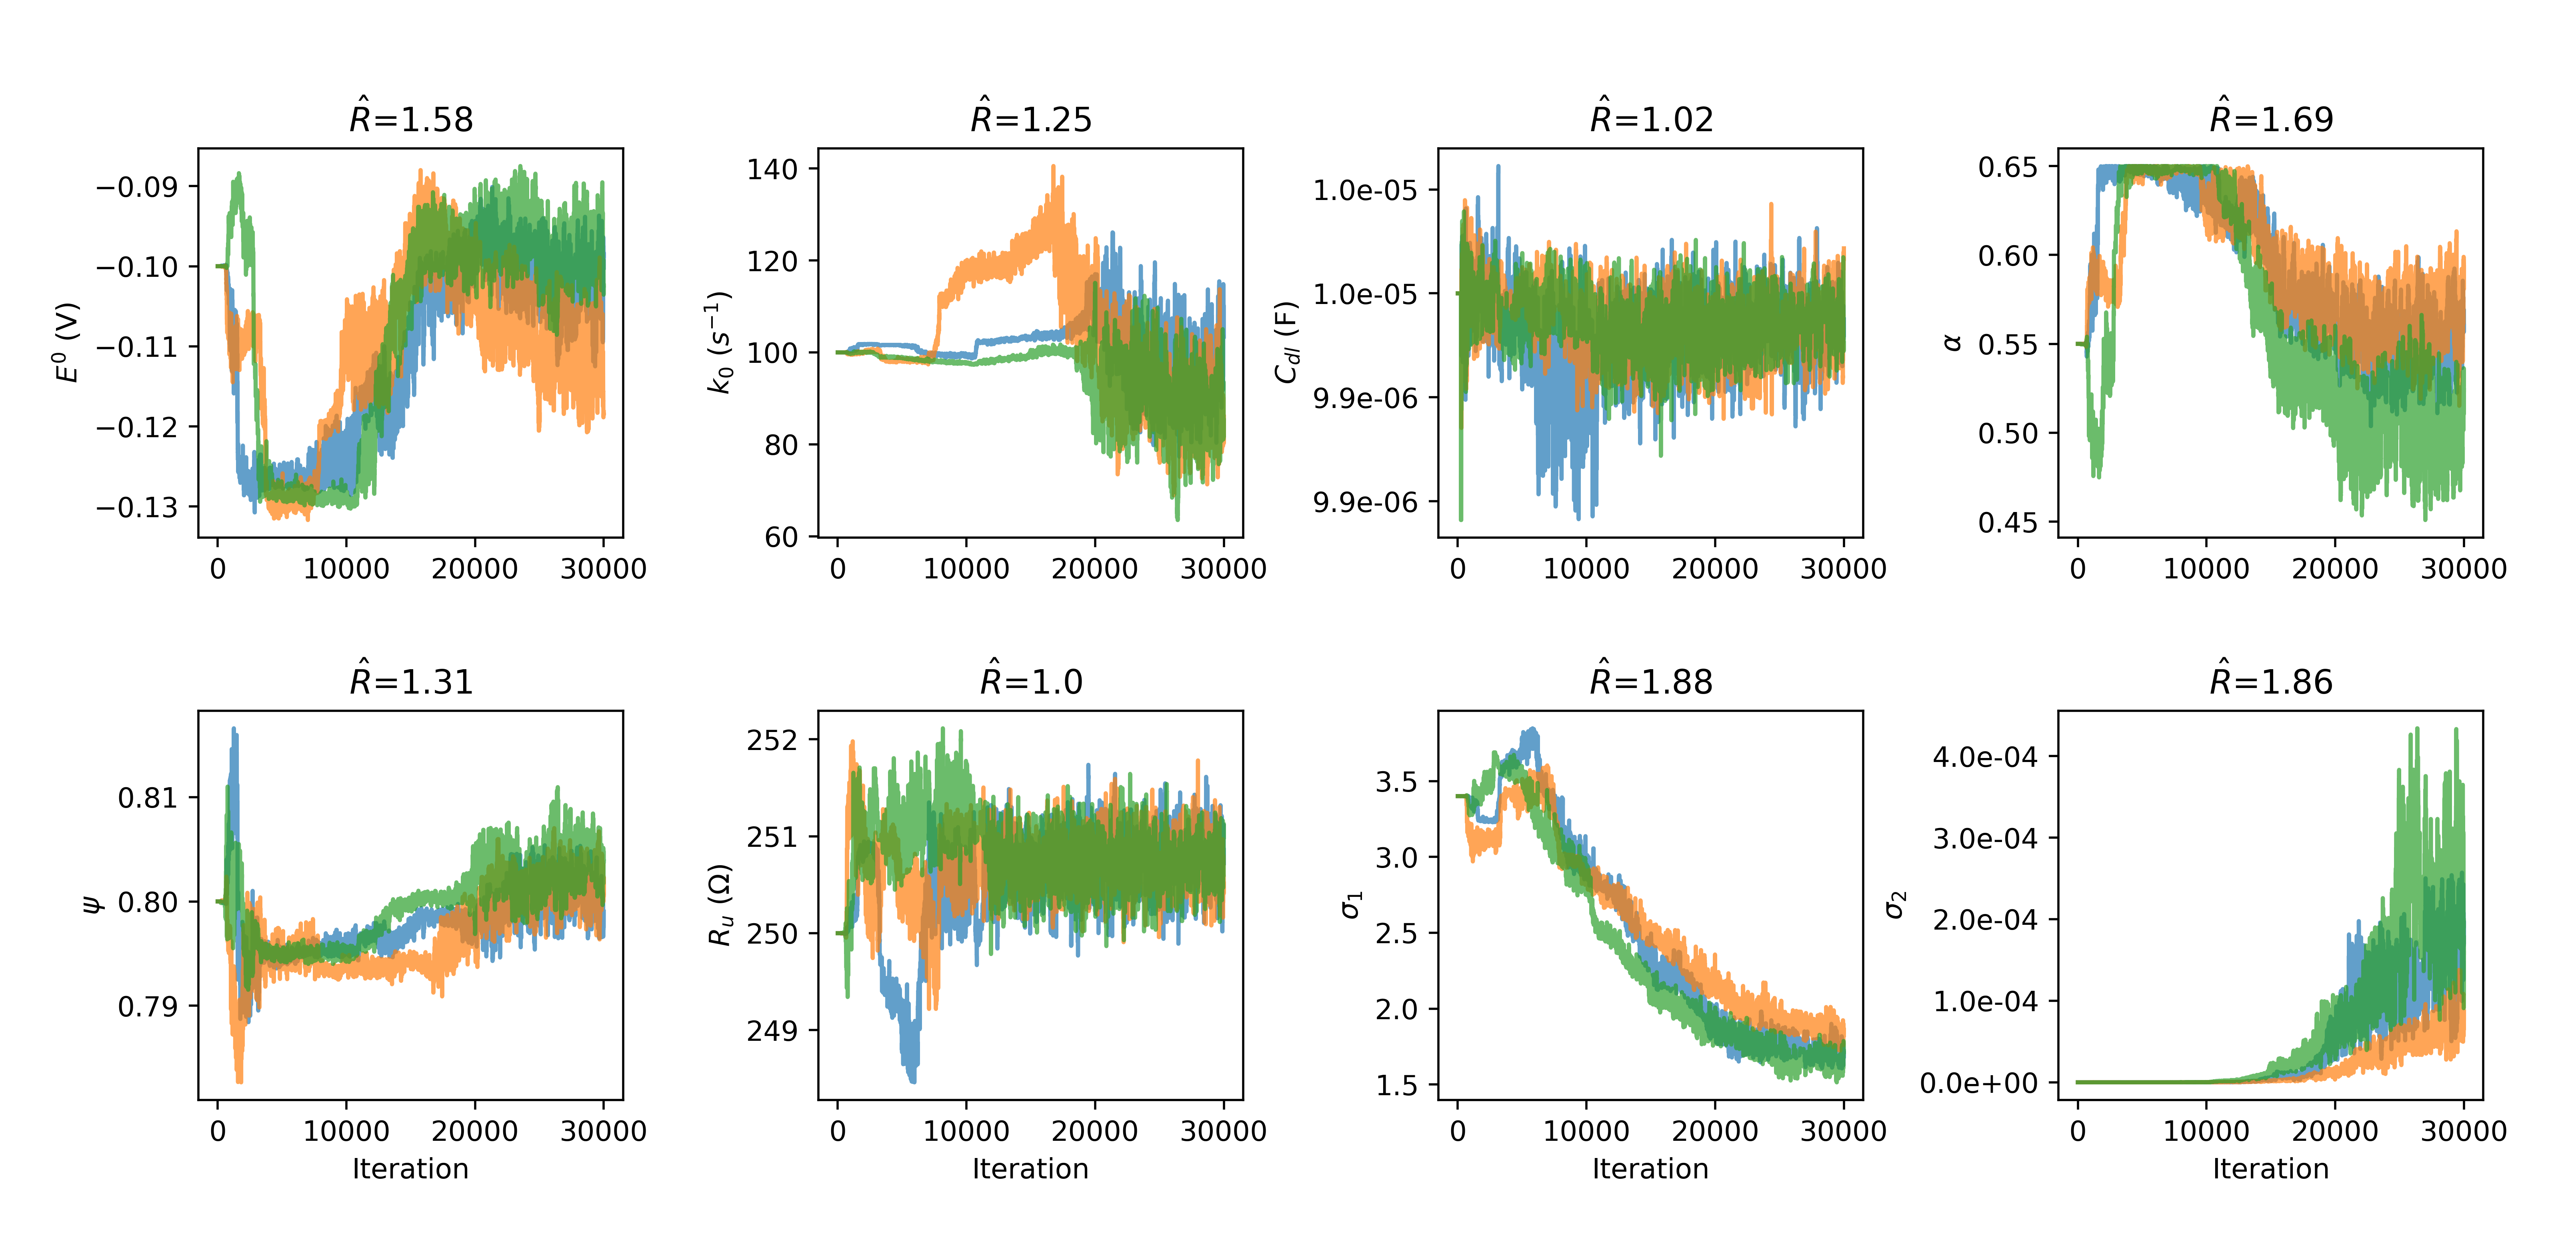 R̂=1.58
R̂=1.25
R̂=1.02
R̂=1.69
E⁰ (V)
−0.09
−0.10
−0.11
−0.12
−0.13
0 10000 20000 30000
k₀ (s⁻¹)
140
120
100
80
60
0 10000 20000 30000
C_dl (F)
1.0e-05
1.0e-05
9.9e-06
9.9e-06
0 10000 20000 30000
α
0.65
0.60
0.55
0.50
0.45
0 10000 20000 30000
R̂=1.31
R̂=1.0
R̂=1.88
R̂=1.86
ψ
0.81
0.80
0.79
0 10000 20000 30000
Iteration
R_u (Ω)
252
251
250
249
0 10000 20000 30000
Iteration
σ₁
3.5
3.0
2.5
2.0
1.5
0 10000 20000 30000
Iteration
σ₂
4.0e-04
3.0e-04
2.0e-04
1.0e-04
0.0e+00
0 10000 20000 30000
Iteration